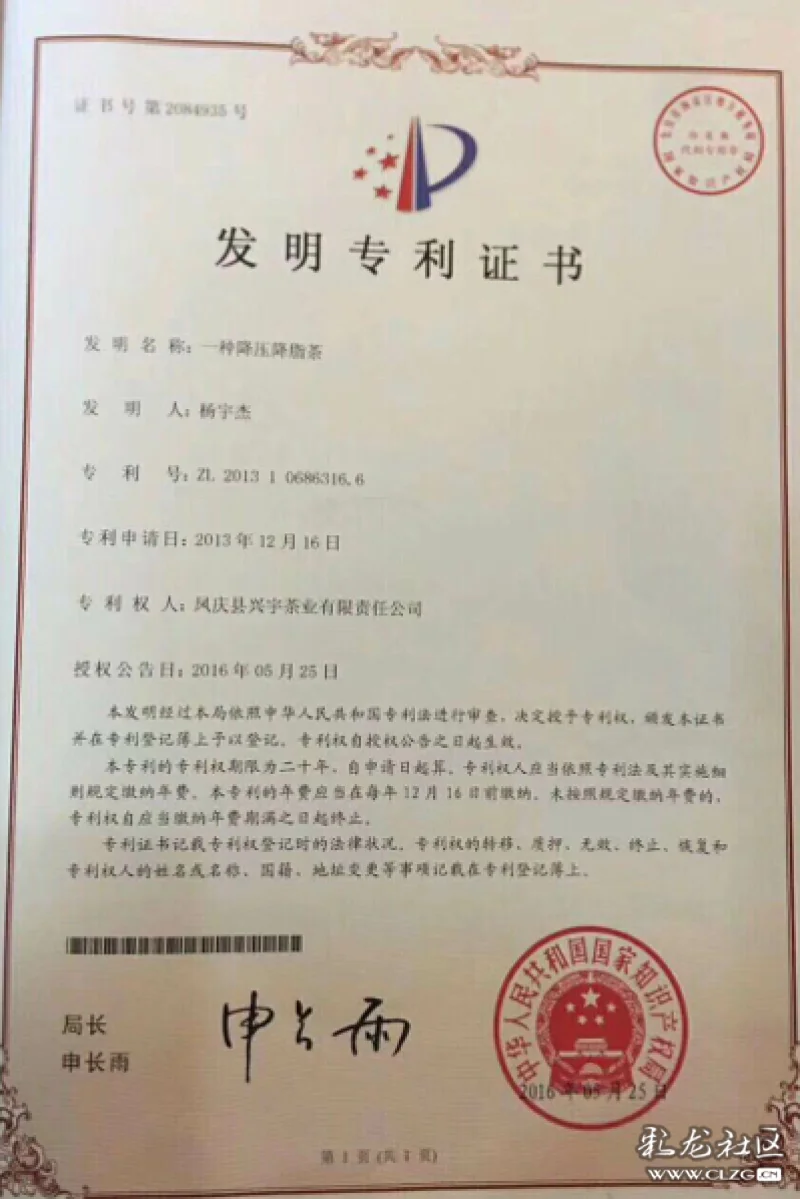 证书号第2084935号
发明专利证书
发明名称：一种降压降脂茶
发明人：杨宇杰
专利号：ZL 2013 1 0686316.6
专利申请日：2013年12月16日
专利权人：凤庆县兴宇茶业有限责任公司
授权公告日：2016年05月25日
本发明经过本局依照中华人民共和国专利法进行审查，决定授予专利权，颁发本证书
并在专利登记簿上予以登记。专利权自授权公告之日起生效。
本专利的专利权期限为二十年，自申请日起算。专利权人应当依照专利法及其实施细
则规定缴纳年费。本专利的年费应当在每年12月16日前缴纳。未按照规定缴纳年费的，
专利权自应当缴纳年费期满之日起终止。
专利证书记载专利权登记时的法律状况。专利权的转移、质押、无效、终止、恢复和
专利权人的姓名或名称、国籍、地址变更等事项记载在专利登记簿上。
局长
申长雨
申长雨
中华人民共和国国家知识产权局
2016年05月25日
第1页(共1页)
彩龙社区
WWW.CLZG.CN